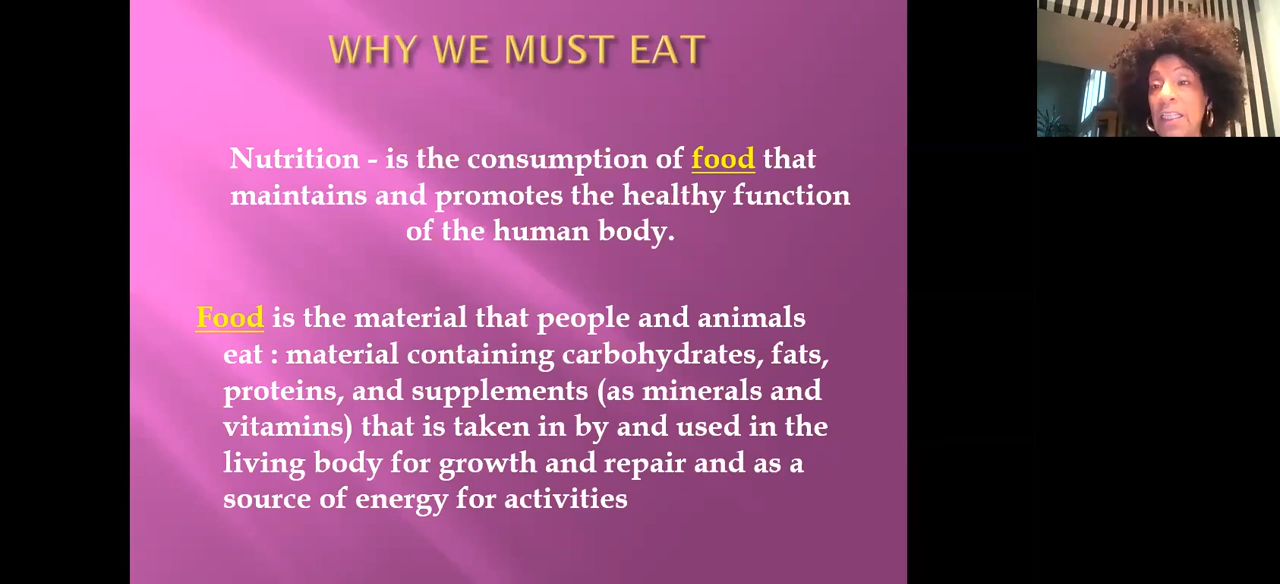 WHY WE MUST EAT
Nutrition - is the consumption of food that
maintains and promotes the healthy function
of the human body.
Food is the material that people and animals
eat : material containing carbohydrates, fats,
proteins, and supplements (as minerals and
vitamins) that is taken in by and used in the
living body for growth and repair and as a
source of energy for activities